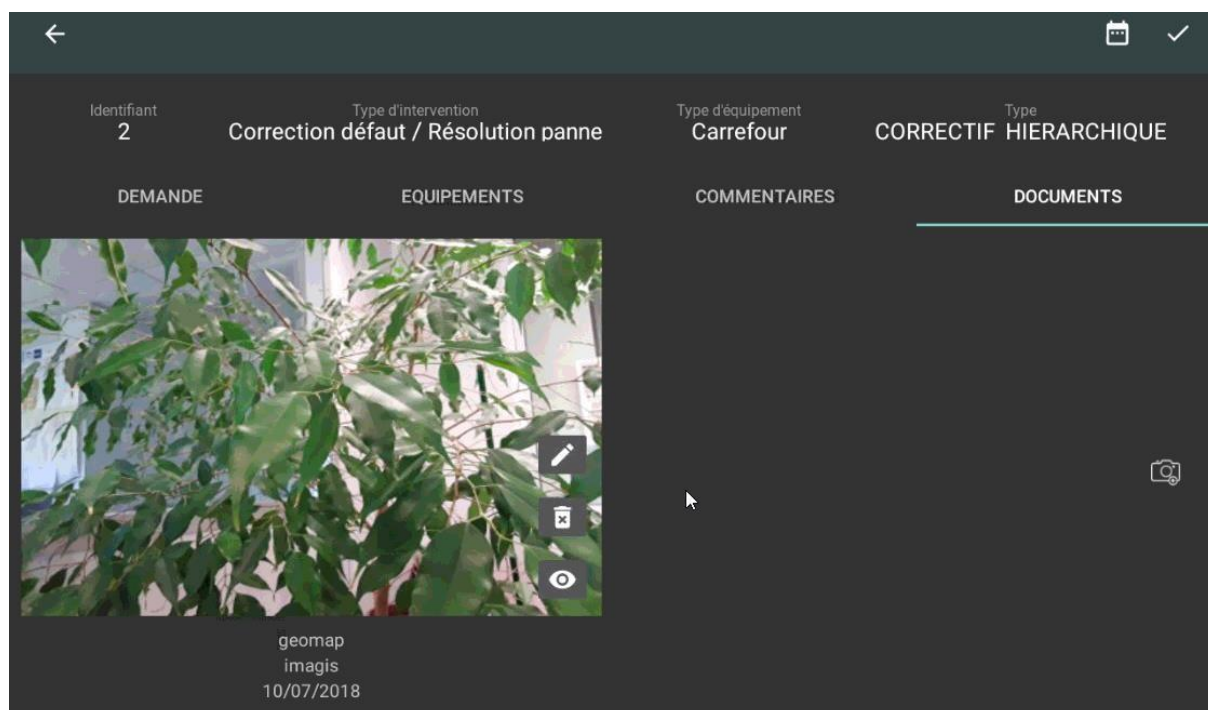 Identifiant
2
Type d'intervention
Correction défaut / Résolution panne
Type d'équipement
Carrefour
Type
CORRECTIF HIERARCHIQUE
DEMANDE
EQUIPEMENTS
COMMENTAIRES
DOCUMENTS
geomap
imagis
10/07/2018